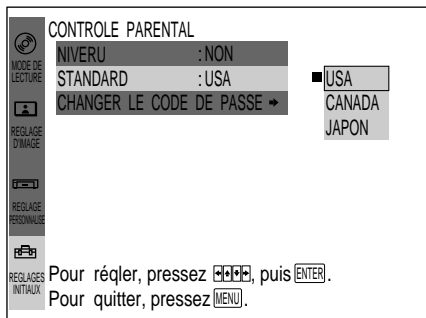 CONTROLE PARENTAL
NIVERU :NON
STANDARD :USA
CHANGER LE CODE DE PASSE ➡
USA
CANADA
JAPON
MODE DE
LECTURE
REGLAGE
D'IMAGE
REGLAGE
PERSONNALISE
REGLAGES
INITIAUX
Pour réqler, pressez, puis ENTER.
Pour quitter, pressez MENU.